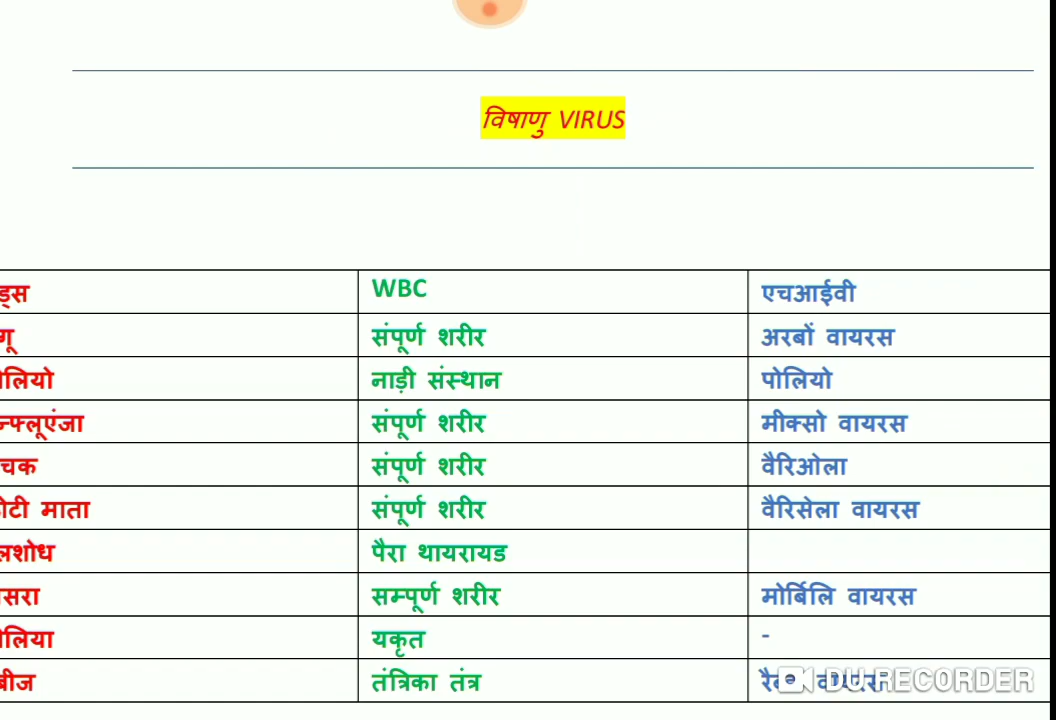 विषाणु VIRUS
ड्स WBC एचआईवी
गू संपूर्ण शरीर अरबों वायरस
लियो नाड़ी संस्थान पोलियो
न्फ्लूएंजा संपूर्ण शरीर मीक्सो वायरस
चक संपूर्ण शरीर वैरिओला
ोटी माता संपूर्ण शरीर वैरिसेला वायरस
लशोध पैरा थायरायड
सरा सम्पूर्ण शरीर मोर्बिलि वायरस
लिया यकृत -
बीज तंत्रिका तंत्र वायरस
DU RECORDER